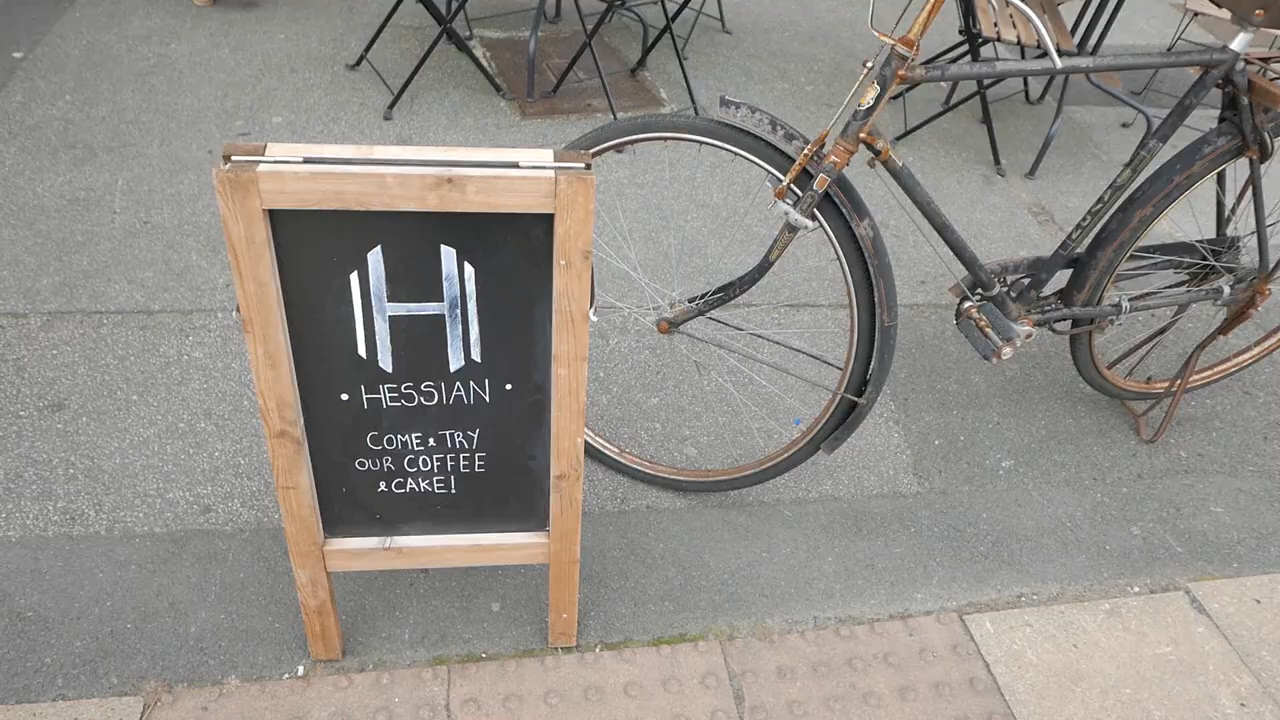 H
• HESSIAN •
COME & TRY
OUR COFFEE
& CAKE!